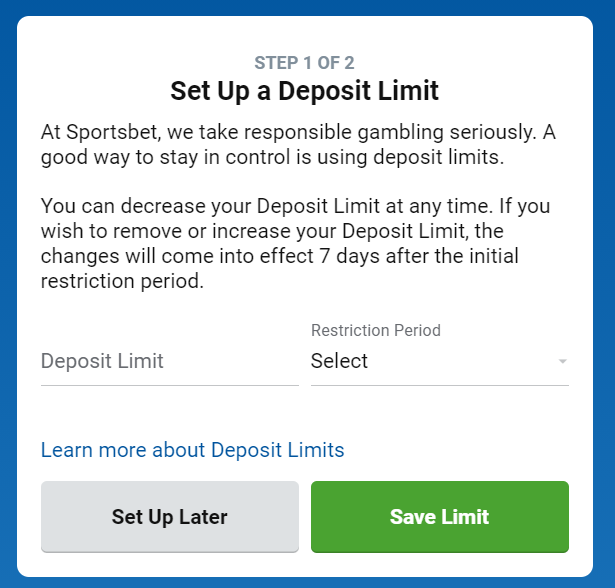 STEP 1 OF 2
Set Up a Deposit Limit
At Sportsbet, we take responsible gambling seriously. A
good way to stay in control is using deposit limits.
You can decrease your Deposit Limit at any time. If you
wish to remove or increase your Deposit Limit, the
changes will come into effect 7 days after the initial
restriction period.
Restriction Period
Deposit Limit Select
Learn more about Deposit Limits
Set Up Later Save Limit